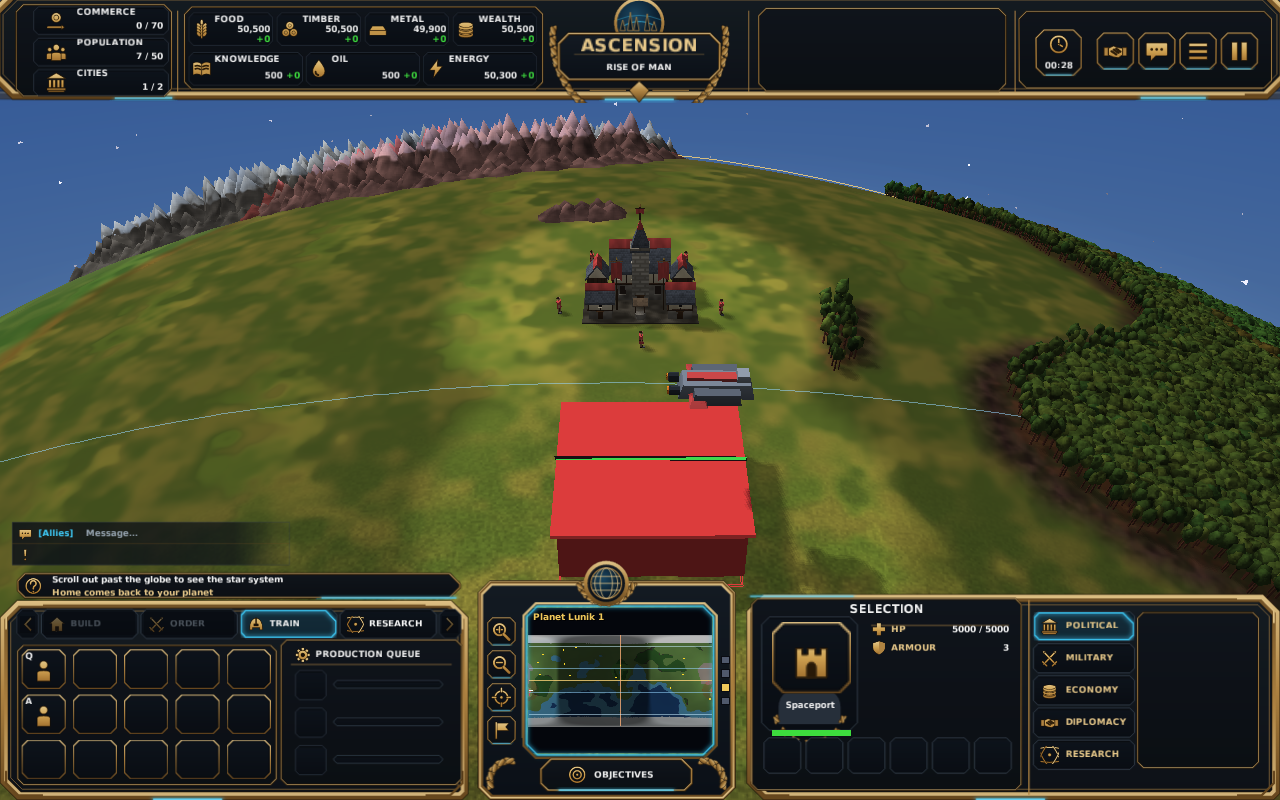 COMMERCE
0 / 70
POPULATION
7 / 50
CITIES
1 / 2
FOOD
50,500
+0
TIMBER
50,500
+0
METAL
49,900
+0
WEALTH
50,500
+0
KNOWLEDGE
500 +0
OIL
500 +0
ENERGY
50,300 +0
ASCENSION
RISE OF MAN
00:28
[Allies] Message...
!
Scroll out past the globe to see the star system
Home comes back to your planet
BUILD
ORDER
TRAIN
RESEARCH
Q
A
PRODUCTION QUEUE
Planet Lunik 1
OBJECTIVES
SELECTION
HP 5000 / 5000
ARMOUR 3
Spaceport
POLITICAL
MILITARY
ECONOMY
DIPLOMACY
RESEARCH